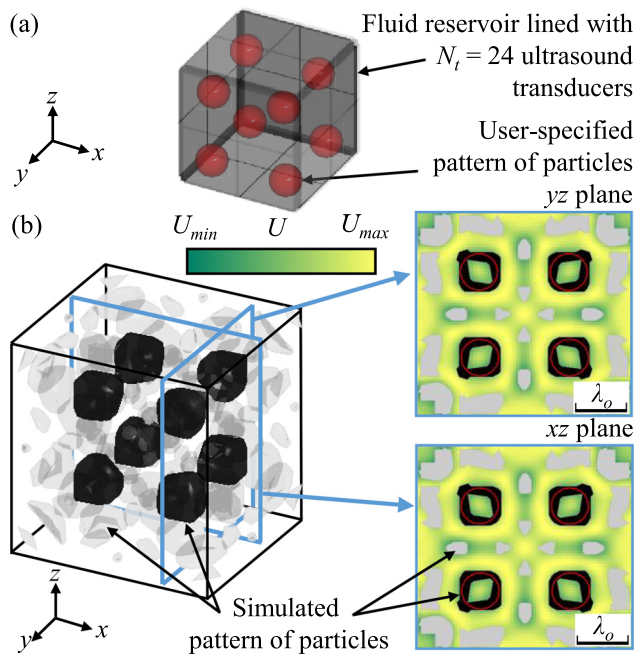 (a)
Fluid reservoir lined with
N_t = 24 ultrasound
transducers
z
x
y
User-specified
pattern of particles
yz plane
(b)
U_min U U_max
λ_o
xz plane
λ_o
z
x
y
Simulated
pattern of particles